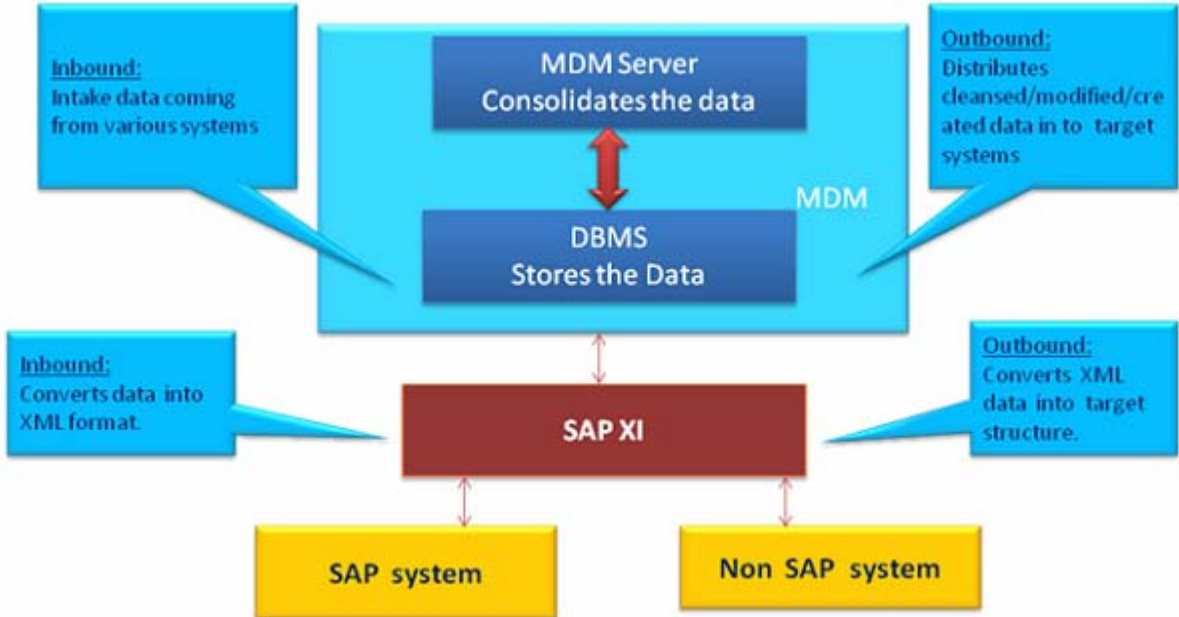 Inbound:
Intake data coming
from various systems
MDM Server
Consolidates the data
Outbound:
Distributes
cleansed/modified/cre
ated data in to target
systems
MDM
DBMS
Stores the Data
Inbound:
Converts data into
XML format.
SAP XI
Outbound:
Converts XML
data into target
structure.
SAP system
Non SAP system